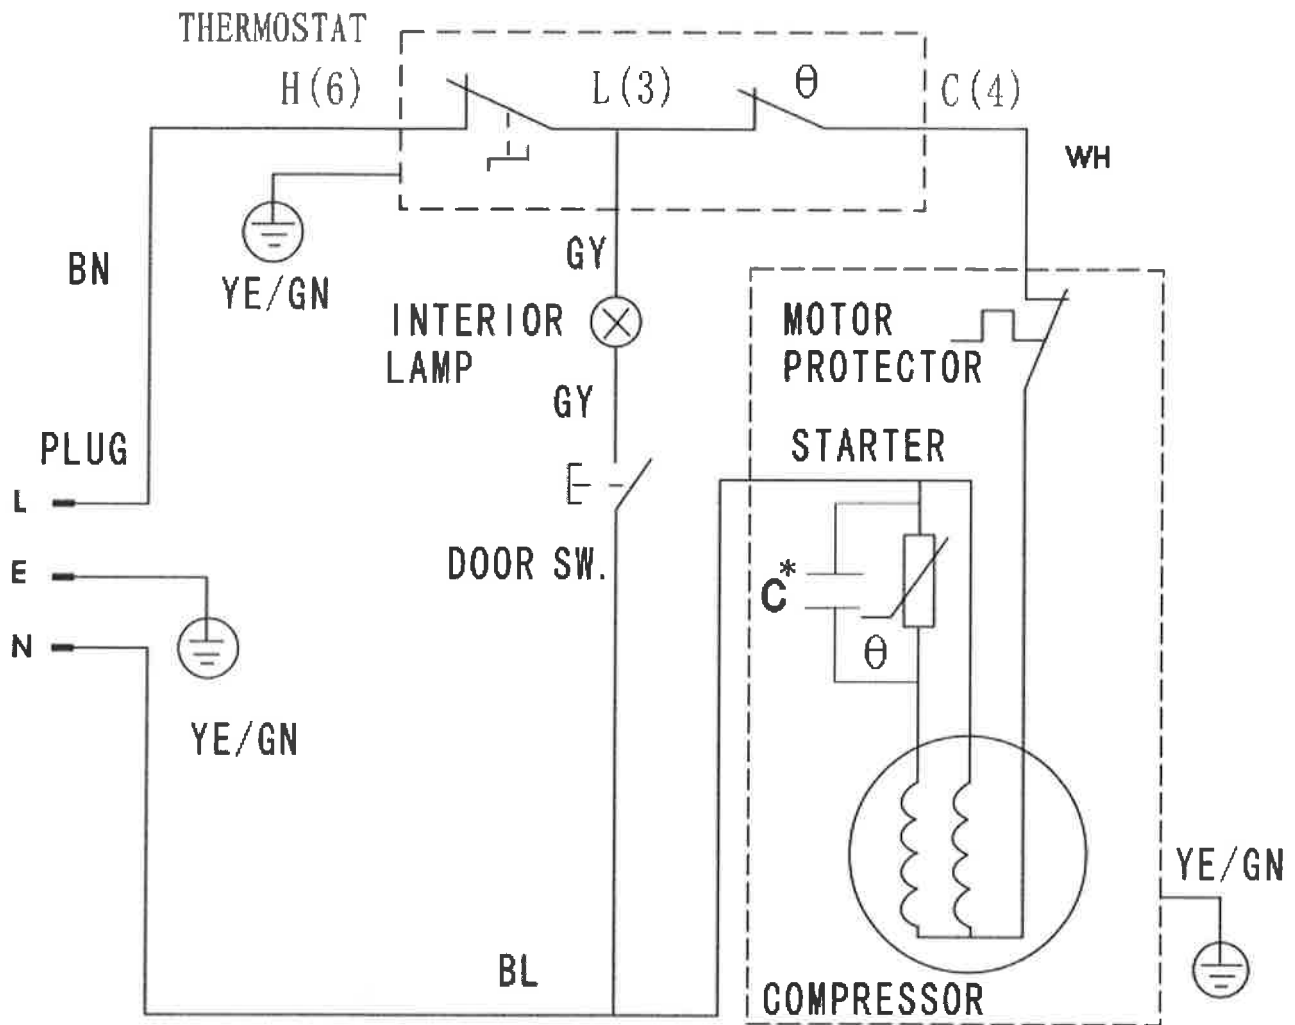 THERMOSTAT
H(6)
L(3)
θ
C(4)
WH
BN
YE/GN
GY
INTERIOR
LAMP
GY
MOTOR
PROTECTOR
PLUG
L
E
N
STARTER
DOOR SW.
C*
θ
YE/GN
YE/GN
BL
COMPRESSOR